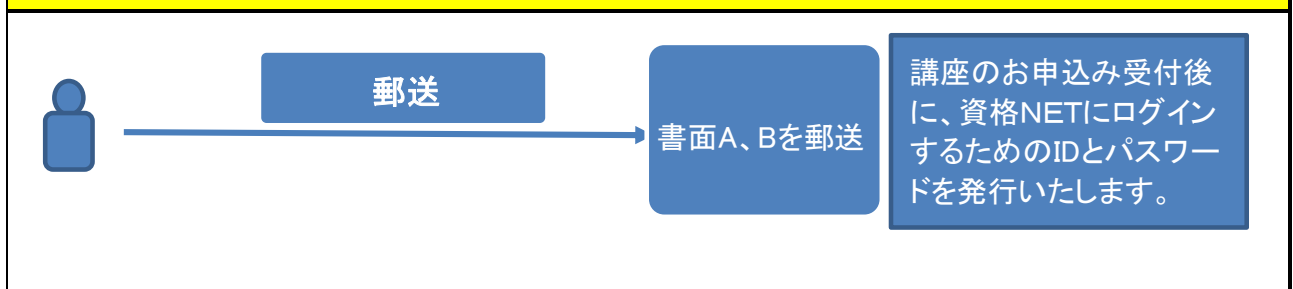 郵送
書面A、Bを郵送
講座のお申込み受付後
に、資格NETにログイン
するためのIDとパスワー
ドを発行いたします。